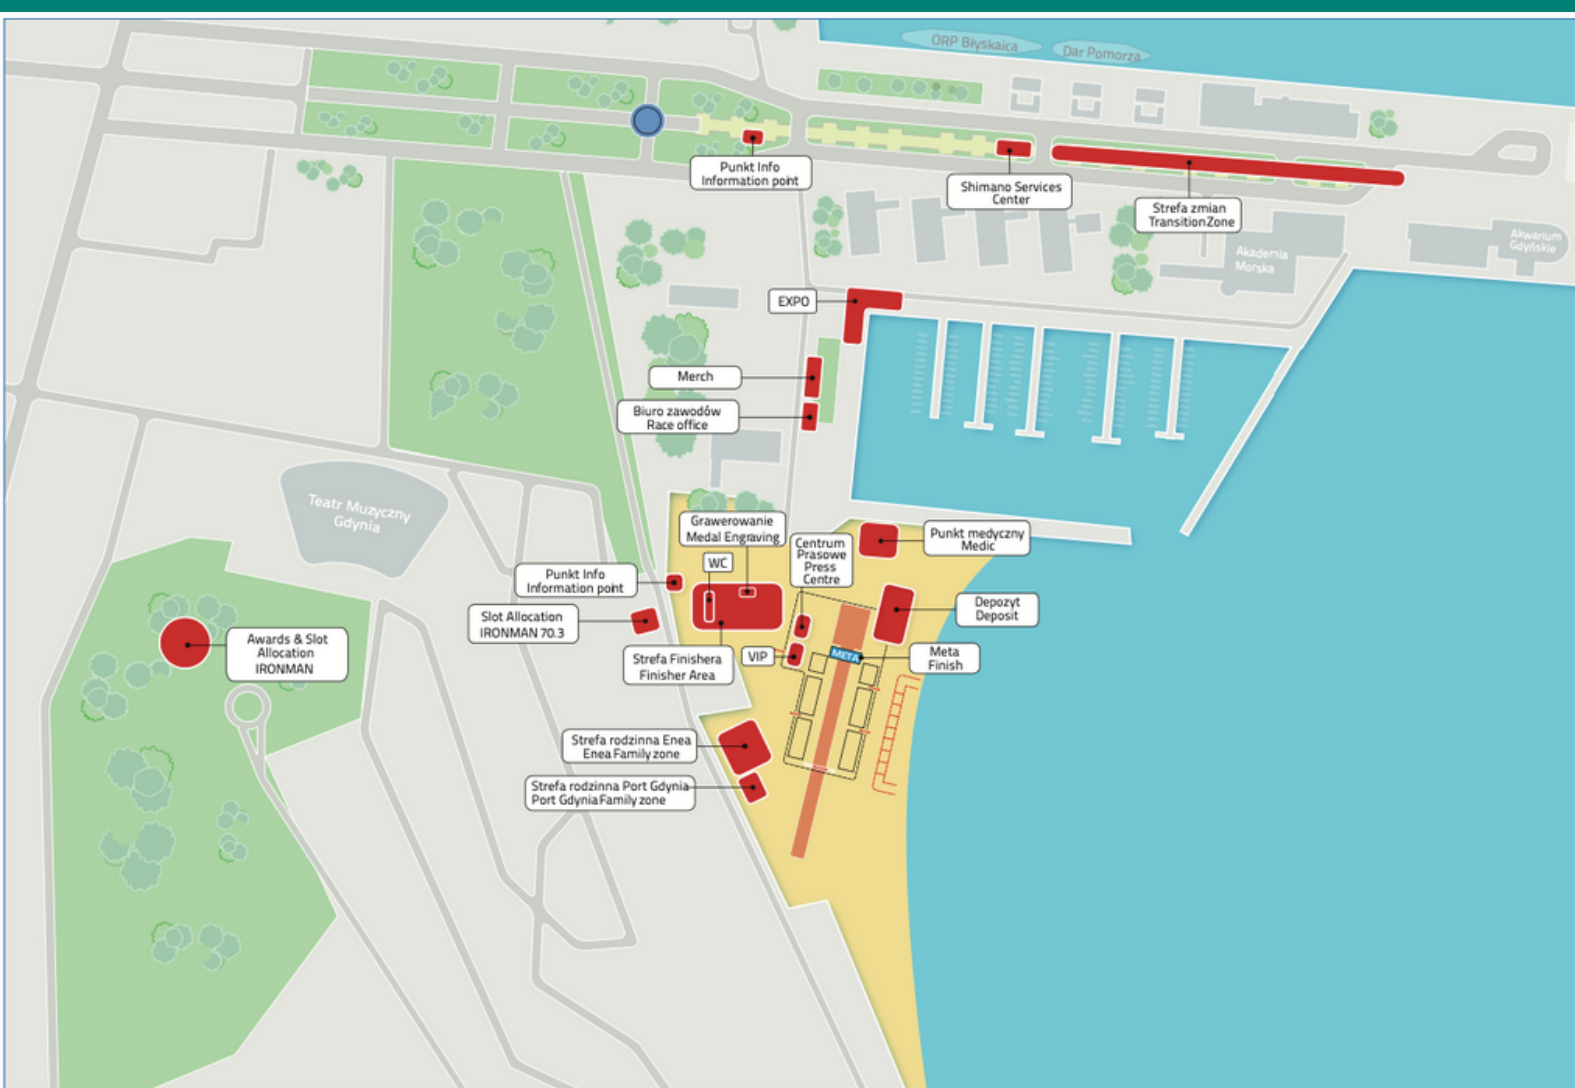 ORP Błyskaica
Dar Pomorza
Punkt Info
Information point
Shimano Services
Center
Strefa zmian
TransitionZone
Akwarium
Gdyńskie
Akademia
Morska
EXPO
Merch
Biuro zawodów
Race office
Teatr Muzyczny
Gdynia
Grawerowanie
Medal Engraving
WC
Centrum
Prasowe
Press
Centre
Punkt medyczny
Medic
Punkt Info
Information point
Slot Allocation
IRONMAN 70.3
Depozyt
Deposit
Awards & Slot
Allocation
IRONMAN
Strefa Finishera
Finisher Area
VIP
META
Meta
Finish
Strefa rodzinna Enea
Enea Family zone
Strefa rodzinna Port Gdynia
Port Gdynia Family zone